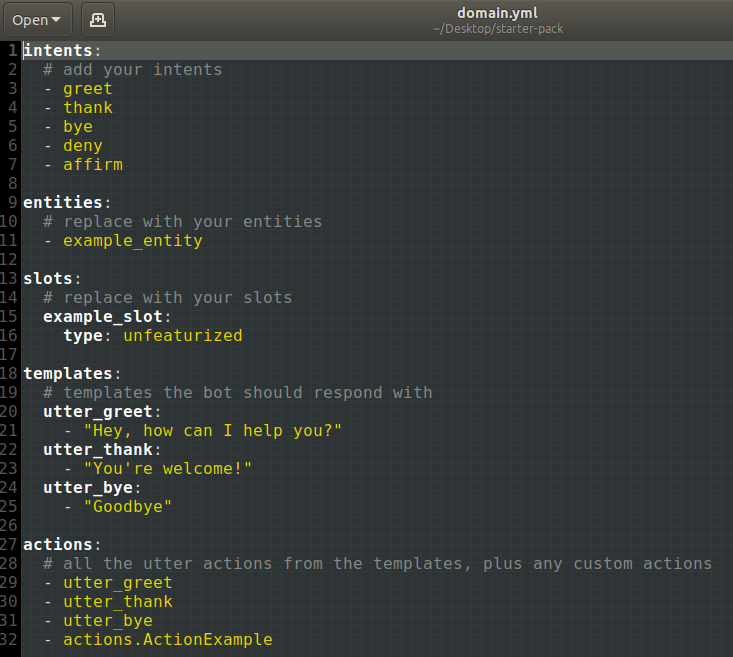 Open
domain.yml
~/Desktop/starter-pack
1 intents:
2   # add your intents
3   - greet
4   - thank
5   - bye
6   - deny
7   - affirm
8
9 entities:
10   # replace with your entities
11   - example_entity
12
13 slots:
14   # replace with your slots
15   example_slot:
16     type: unfeaturized
17
18 templates:
19   # templates the bot should respond with
20   utter_greet:
21     - "Hey, how can I help you?"
22   utter_thank:
23     - "You're welcome!"
24   utter_bye:
25     - "Goodbye"
26
27 actions:
28   # all the utter actions from the templates, plus any custom actions
29   - utter_greet
30   - utter_thank
31   - utter_bye
32   - actions.ActionExample